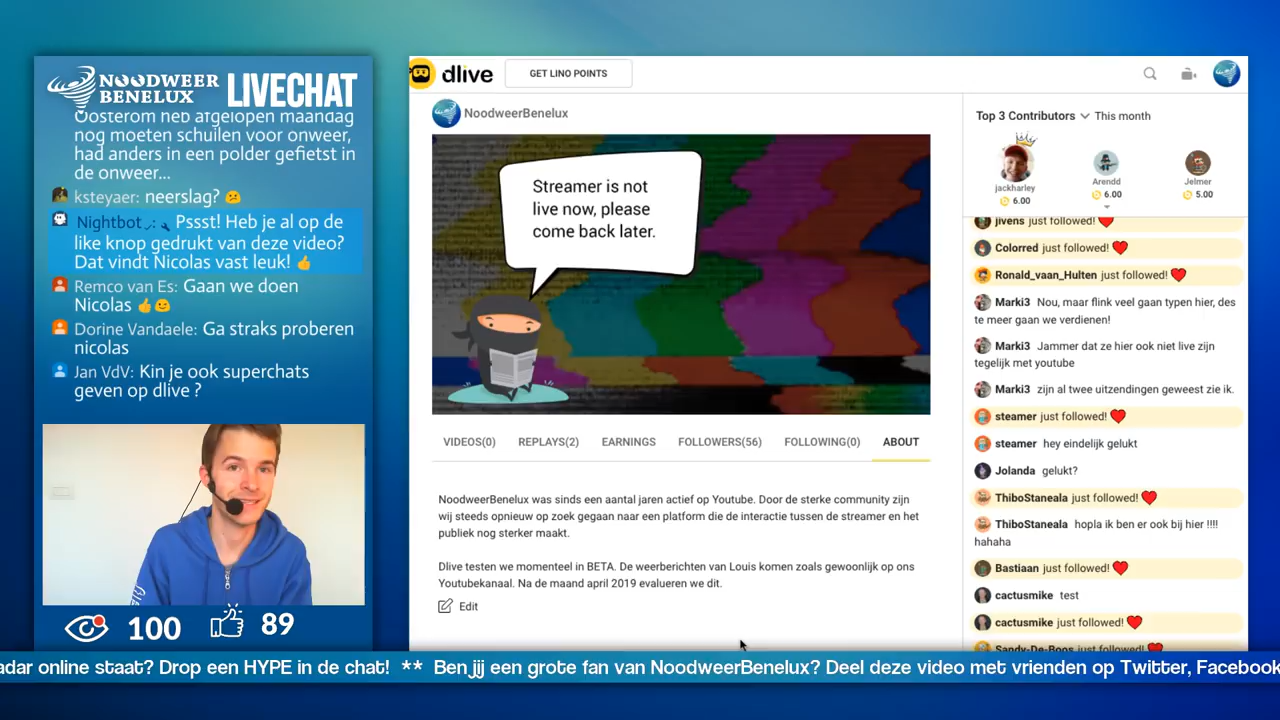 NOODWEER
BENELUX
LIVECHAT
Oosterom heb afgelopen maandag
nog moeten schuilen voor onweer,
had anders in een polder gefietst in
de onweer...
ksteyaer: neerslag?
Nightbot : Pssst! Heb je al op de
like knop gedrukt van deze video?
Dat vindt Nicolas vast leuk!
Remco van Es: Gaan we doen
Nicolas
Dorine Vandaele: Ga straks proberen
nicolas
Jan VdV: Kin je ook superchats
geven op dlive ?
100
89
dlive
GET LINO POINTS
NoodweerBenelux
Streamer is not
live now, please
come back later.
VIDEOS(0) REPLAYS(2) EARNINGS FOLLOWERS(56) FOLLOWING(0) ABOUT
NoodweerBenelux was sinds een aantal jaren actief op Youtube. Door de sterke community zijn
wij steeds opnieuw op zoek gegaan naar een platform die de interactie tussen de streamer en het
publiek nog sterker maakt.
Dlive testen we momenteel in BETA. De weerberichten van Louis komen zoals gewoonlijk op ons
Youtubekanaal. Na de maand april 2019 evalueren we dit.
Edit
Top 3 Contributors This month
jackharley
6.00
Arendd
6.00
Jelmer
5.00
jivens just followed!
Colorred just followed!
Ronald_vaan_Hulten just followed!
Marki3 Nou, maar flink veel gaan typen hier, des
te meer gaan we verdienen!
Marki3 Jammer dat ze hier ook niet live zijn
tegelijk met youtube
Marki3 zijn al twee uitzendingen geweest zie ik.
steamer just followed!
steamer hey eindelijk gelukt
Jolanda gelukt?
ThiboStaneala just followed!
ThiboStaneala hopla ik ben er ook bij hier !!!!
hahaha
Bastiaan just followed!
cactusmike test
cactusmike just followed!
Sandy-De-Boos just followed!
adar online staat? Drop een HYPE in de chat! ** Ben jij een grote fan van NoodweerBenelux? Deel deze video met vrienden op Twitter, Facebook